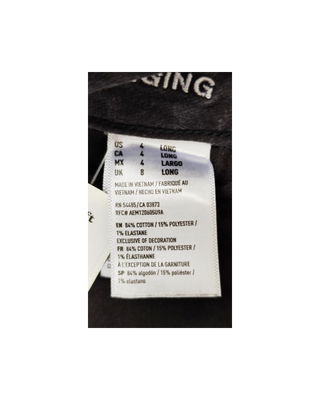 GING
US 4 LONG
CA 4 LONG
MX 4 LARGO
UK 8 LONG
MADE IN VIETNAM / FABRIQUÉ AU
VIETNAM / HECHO EN VIETNAM
RN 54485/CA 03873
RFC# AEM120605U9A
EN 84% COTTON / 15% POLYESTER /
1% ELASTANE
EXCLUSIVE OF DECORATION
FR 84% COTON / 15% POLYESTER /
1% ÉLASTHANNE
À L'EXCEPTION DE LA GARNITURE
SP 84% algodón / 15% poliéster /
1% elastano